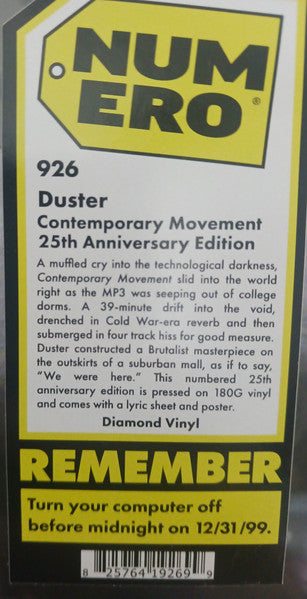 NUM
ERO®
926
Duster
Contemporary Movement
25th Anniversary Edition
A muffled cry into the technological darkness,
Contemporary Movement slid into the world
right as the MP3 was seeping out of college
dorms. A 39-minute drift into the void,
drenched in Cold War-era reverb and then
submerged in four track hiss for good measure.
Duster constructed a Brutalist masterpiece on
the outskirts of a suburban mall, as if to say,
“We were here.” This numbered 25th
anniversary edition is pressed on 180G vinyl
and comes with a lyric sheet and poster.
Diamond Vinyl
REMEMBER
Turn your computer off
before midnight on 12/31/99.
8 25764 19269 9